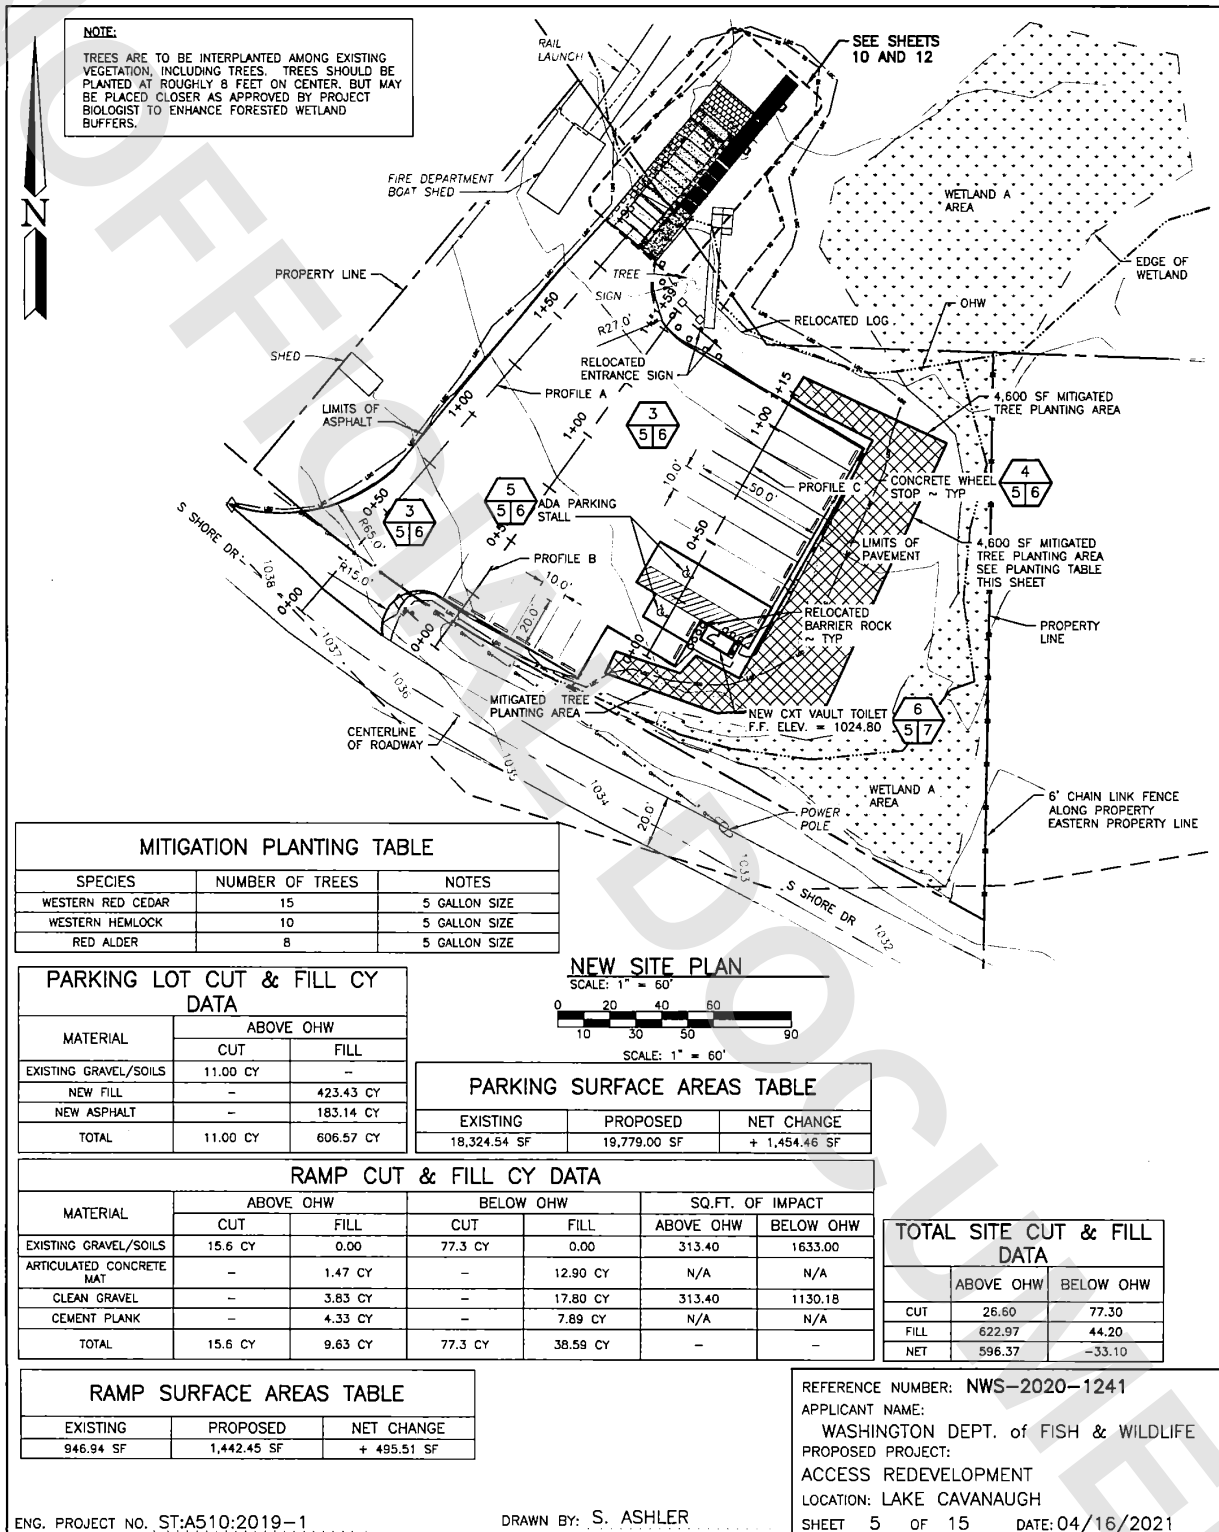 NOTE:
TREES ARE TO BE INTERPLANTED AMONG EXISTING
VEGETATION, INCLUDING TREES. TREES SHOULD BE
PLANTED AT ROUGHLY 8 FEET ON CENTER. BUT MAY
BE PLACED CLOSER AS APPROVED BY PROJECT
BIOLOGIST TO ENHANCE FORESTED WETLAND
BUFFERS.
N
RAIL
LAUNCH
SEE SHEETS
10 AND 12
FIRE DEPARTMENT
BOAT SHED
WETLAND A
AREA
EDGE OF
WETLAND
PROPERTY LINE
TREE
SIGN
OHW
1+50
1+59
R27.0'
RELOCATED LOG
RELOCATED
ENTRANCE SIGN
SHED
PROFILE A
1+15
LIMITS OF
ASPHALT
1+00
1+00
1+00
3
5 6
4,600 SF MITIGATED
TREE PLANTING AREA
10.0'
50.0'
PROFILE C
CONCRETE WHEEL
STOP ~ TYP
4
5 6
0+50
3
5 6
5
5 6
ADA PARKING
STALL
0+50
LIMITS OF
PAVEMENT
4,600 SF MITIGATED
TREE PLANTING AREA
SEE PLANTING TABLE
THIS SHEET
S SHORE DR
R65.0'
R15.0'
PROFILE B
10.0'
20.0'
1038
0+00
0+00
0+00
RELOCATED
BARRIER ROCK
~ TYP
PROPERTY
LINE
1037
1036
MITIGATED TREE
PLANTING AREA
NEW CXT VAULT TOILET
F.F. ELEV. = 1024.80
6
5 7
CENTERLINE
OF ROADWAY
1035
1034
20.0'
POWER
POLE
WETLAND A
AREA
6' CHAIN LINK FENCE
ALONG PROPERTY
EASTERN PROPERTY LINE
1033
S SHORE DR
1032
MITIGATION PLANTING TABLE
SPECIES NUMBER OF TREES NOTES
WESTERN RED CEDAR 15 5 GALLON SIZE
WESTERN HEMLOCK 10 5 GALLON SIZE
RED ALDER 8 5 GALLON SIZE
NEW SITE PLAN
SCALE: 1" = 60'
0 20 40 60
10 30 50 90
SCALE: 1" = 60'
PARKING LOT CUT & FILL CY
DATA
MATERIAL ABOVE OHW
CUT FILL
EXISTING GRAVEL/SOILS 11.00 CY -
NEW FILL - 423.43 CY
NEW ASPHALT - 183.14 CY
TOTAL 11.00 CY 606.57 CY
PARKING SURFACE AREAS TABLE
EXISTING PROPOSED NET CHANGE
18,324.54 SF 19,779.00 SF + 1,454.46 SF
RAMP CUT & FILL CY DATA
MATERIAL ABOVE OHW BELOW OHW SQ.FT. OF IMPACT
CUT FILL CUT FILL ABOVE OHW BELOW OHW
EXISTING GRAVEL/SOILS 15.6 CY 0.00 77.3 CY 0.00 313.40 1633.00
ARTICULATED CONCRETE
MAT - 1.47 CY - 12.90 CY N/A N/A
CLEAN GRAVEL - 3.83 CY - 17.80 CY 313.40 1130.18
CEMENT PLANK - 4.33 CY - 7.89 CY N/A N/A
TOTAL 15.6 CY 9.63 CY 77.3 CY 38.59 CY - -
TOTAL SITE CUT & FILL
DATA
ABOVE OHW BELOW OHW
CUT 26.60 77.30
FILL 622.97 44.20
NET 596.37 -33.10
RAMP SURFACE AREAS TABLE
EXISTING PROPOSED NET CHANGE
946.94 SF 1,442.45 SF + 495.51 SF
REFERENCE NUMBER: NWS-2020-1241
APPLICANT NAME:
WASHINGTON DEPT. of FISH & WILDLIFE
PROPOSED PROJECT:
ACCESS REDEVELOPMENT
LOCATION: LAKE CAVANAUGH
SHEET 5 OF 15 DATE: 04/16/2021
ENG. PROJECT NO. ST:A510:2019-1
DRAWN BY: S. ASHLER